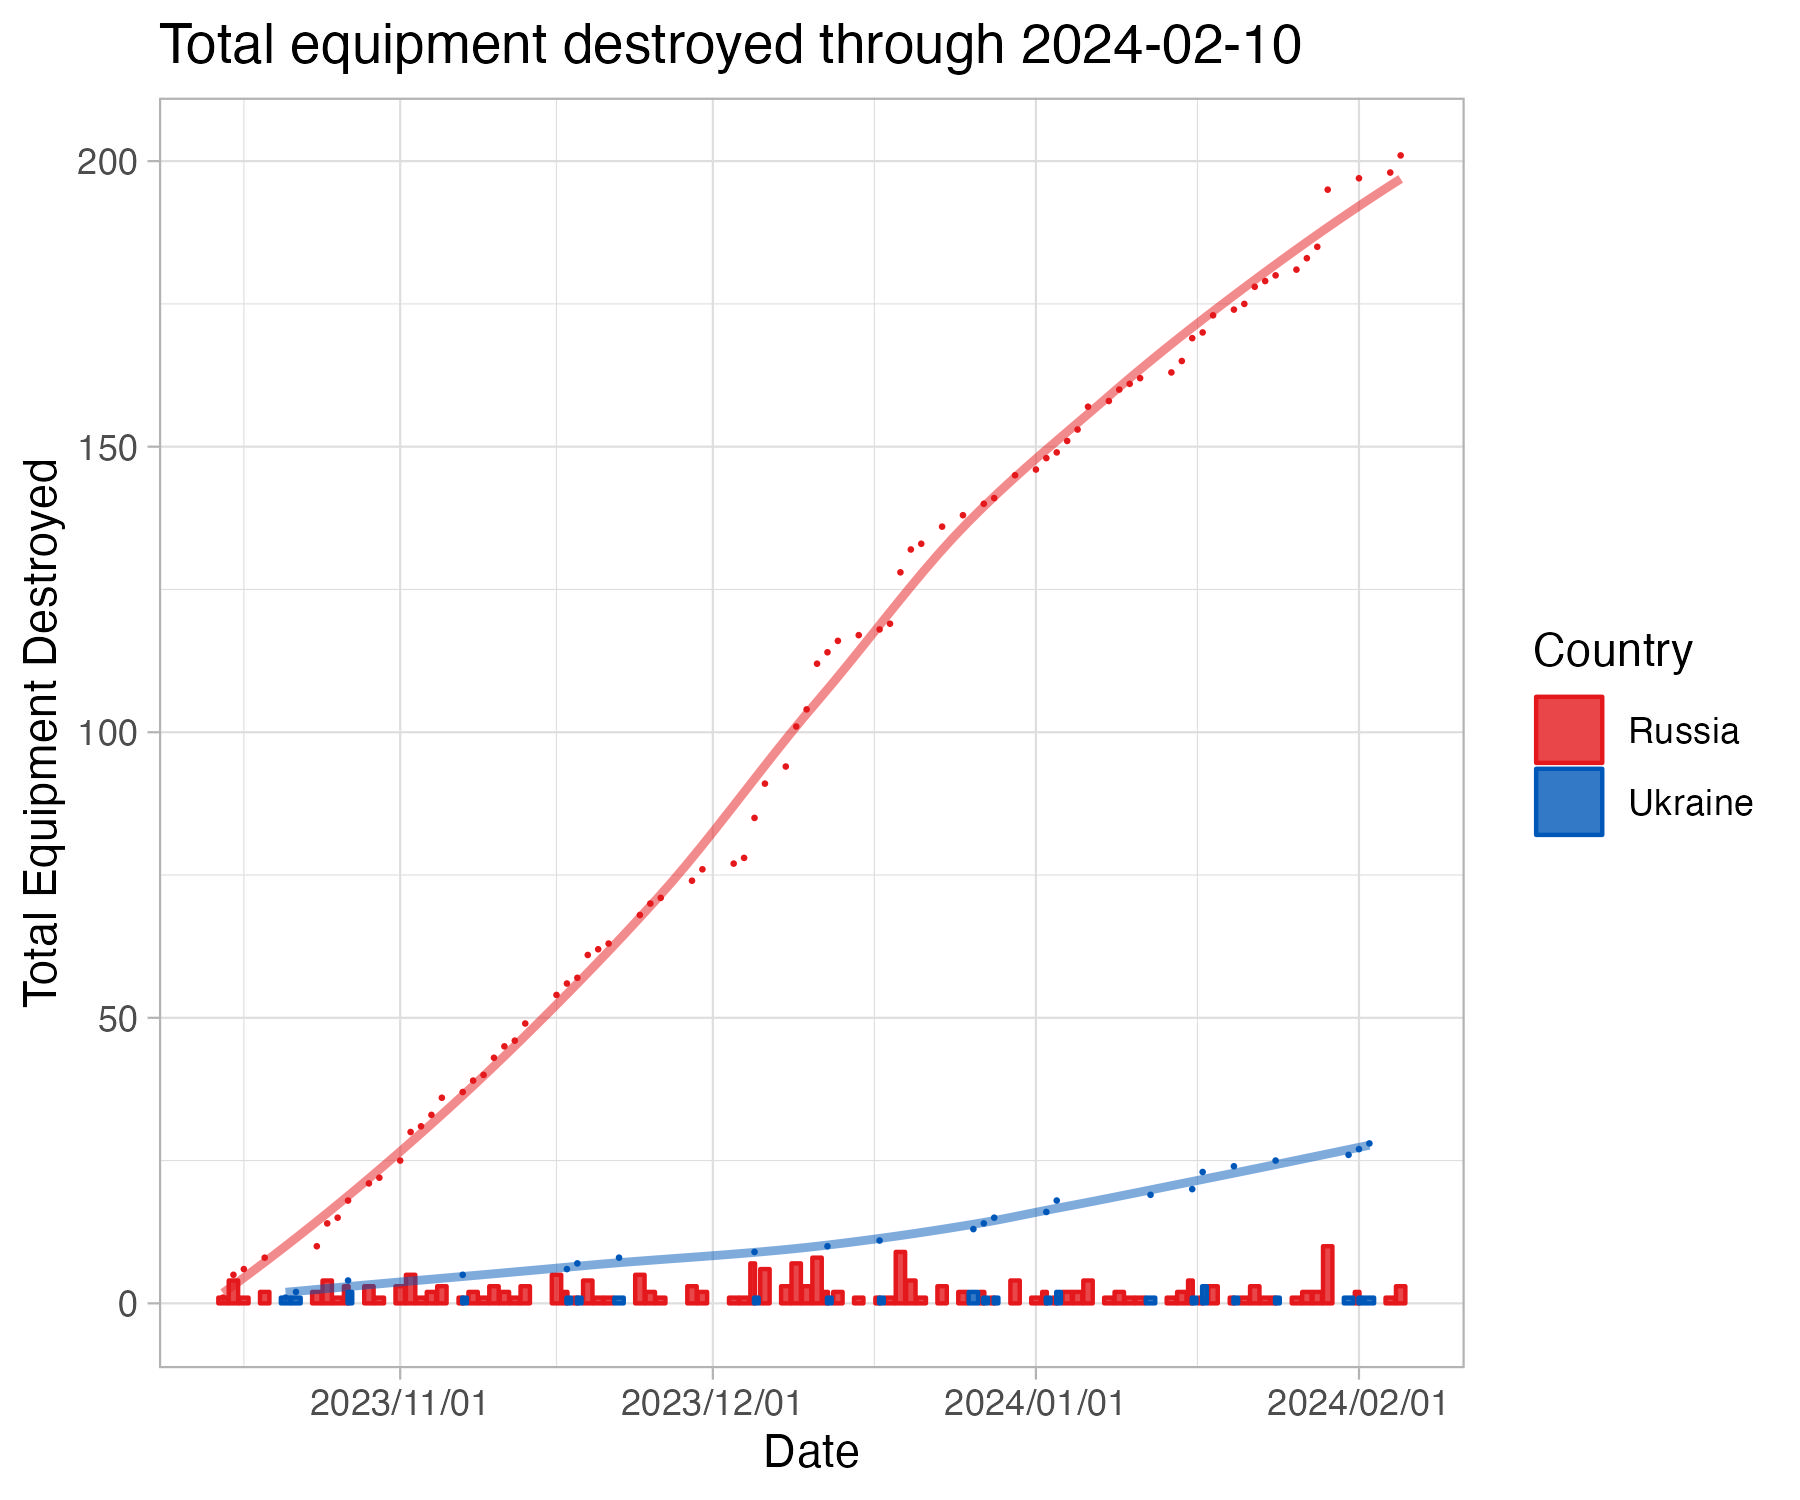 Total equipment destroyed through 2024-02-10
Total Equipment Destroyed
200
150
100
50
0
2023/11/01
2023/12/01
2024/01/01
2024/02/01
Date
Country
Russia
Ukraine